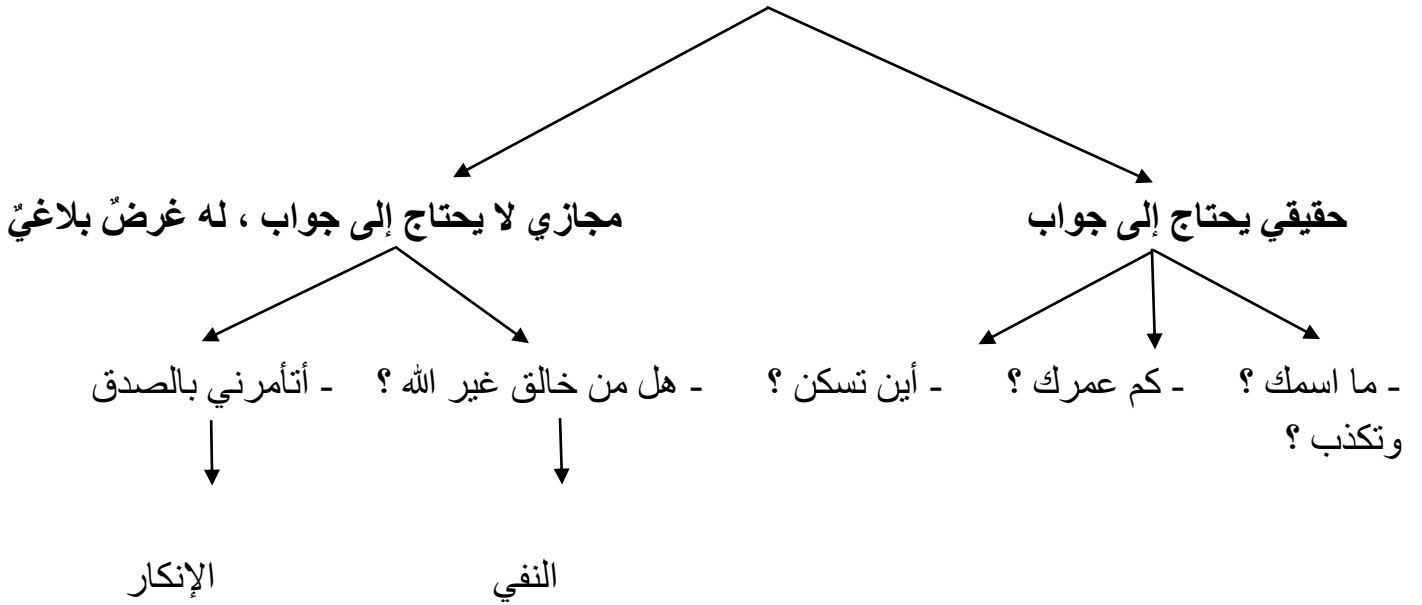 حقيقي يحتاج إلى جواب مجازي لا يحتاج إلى جواب ، له غرضٌ بلاغيٌ
- ما اسمك ؟ - كم عمرك ؟ - أين تسكن ؟ - هل من خالق غير الله ؟ - أتأمرني بالصدق
وتكذب ؟
النفي الإنكار